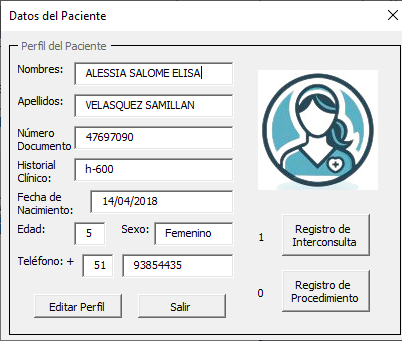 Datos del Paciente
Perfil del Paciente
Nombres: ALESSIA SALOME ELISA
Apellidos: VELASQUEZ SAMILLAN
Número
Documento 47697090
Historial
Clínico: h-600
Fecha de
Nacimiento: 14/04/2018
Edad: 5 Sexo: Femenino
Teléfono: + 51 93854435
1 Registro de
Interconsulta
0 Registro de
Procedimiento
Editar Perfil Salir